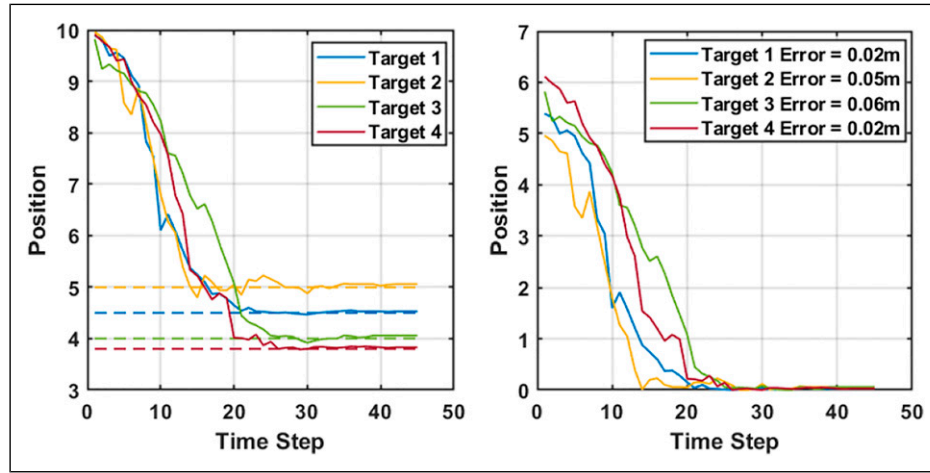 10
9
8
7
6
5
4
3
0
10
20
30
40
50
Position
Time Step
Target 1
Target 2
Target 3
Target 4
7
6
5
4
3
2
1
0
0
10
20
30
40
50
Position
Time Step
Target 1 Error = 0.02m
Target 2 Error = 0.05m
Target 3 Error = 0.06m
Target 4 Error = 0.02m